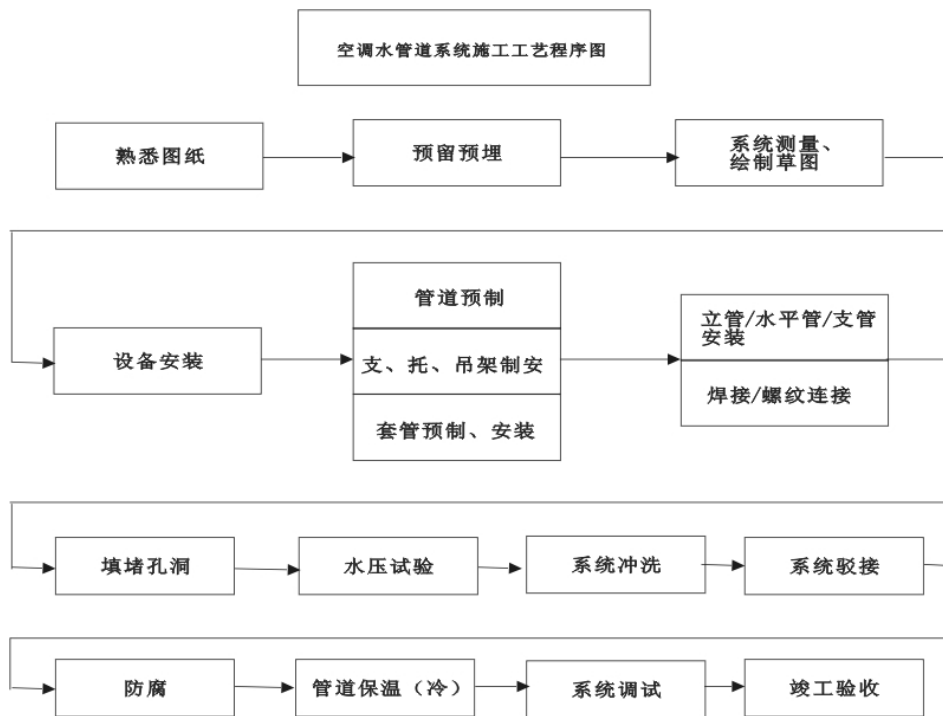 空调水管道系统施工工艺程序图
熟悉图纸
预留预埋
系统测量、
绘制草图
设备安装
管道预制
支、托、吊架制安
套管预制、安装
立管/水平管/支管
安装
焊接/螺纹连接
填堵孔洞
水压试验
系统冲洗
系统驳接
防腐
管道保温（冷）
系统调试
竣工验收